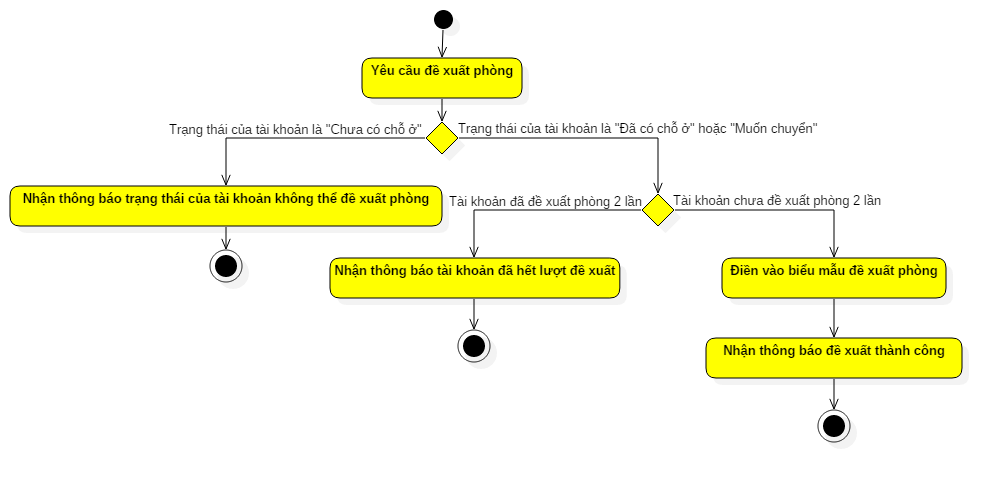 Yêu cầu đề xuất phòng
Trạng thái của tài khoản là "Chưa có chỗ ở"
Trạng thái của tài khoản là "Đã có chỗ ở" hoặc "Muốn chuyển"
Nhận thông báo trạng thái của tài khoản không thể đề xuất phòng
Tài khoản đã đề xuất phòng 2 lần
Tài khoản chưa đề xuất phòng 2 lần
Nhận thông báo tài khoản đã hết lượt đề xuất
Điền vào biểu mẫu đề xuất phòng
Nhận thông báo đề xuất thành công